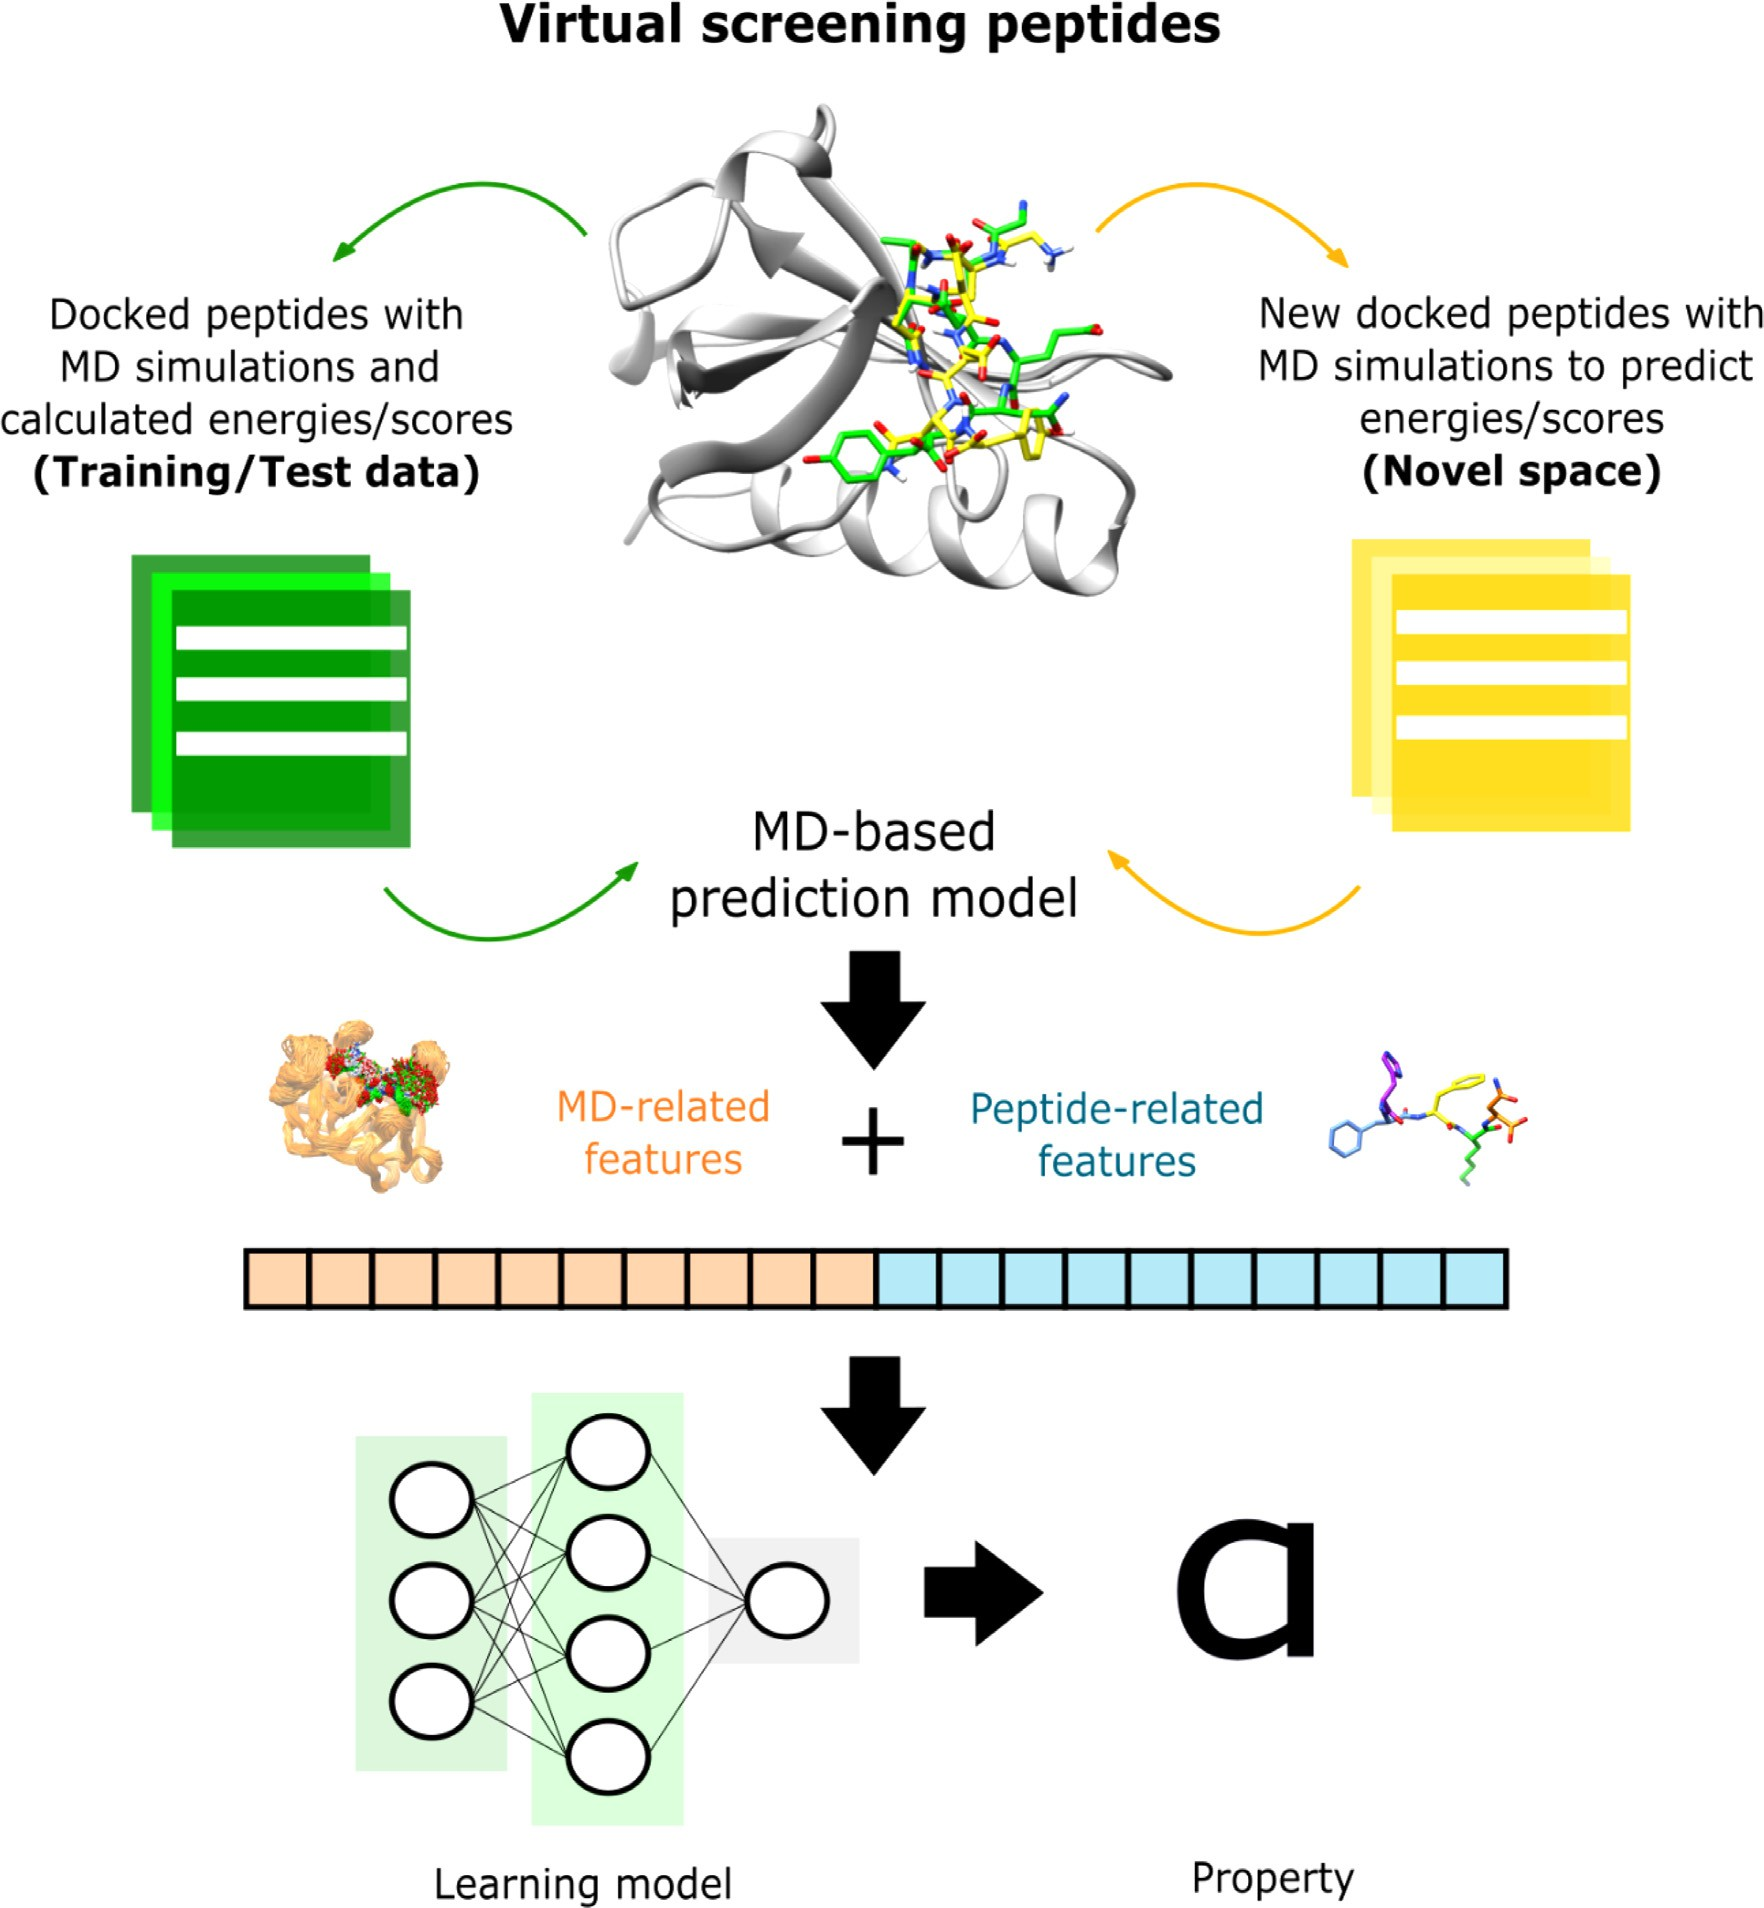 Virtual screening peptides
Docked peptides with
MD simulations and
calculated energies/scores
(Training/Test data)
New docked peptides with
MD simulations to predict
energies/scores
(Novel space)
MD-based
prediction model
MD-related
features
+
Peptide-related
features
a
Learning model
Property